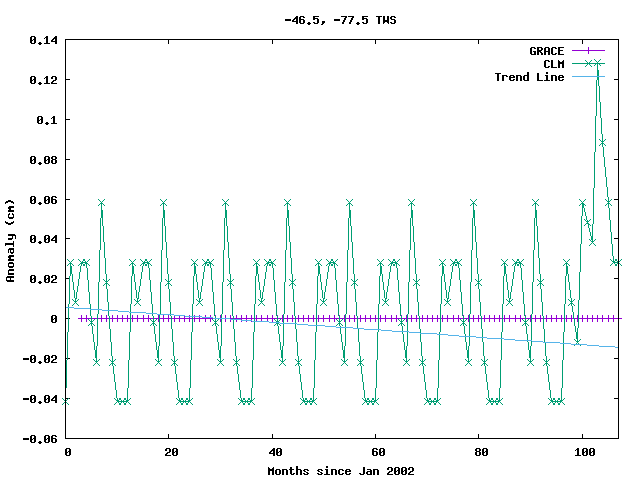 -46.5, -77.5 TWS
GRACE
CLM
Trend Line
0.14
0.12
0.1
0.08
0.06
0.04
0.02
0
-0.02
-0.04
-0.06
Anomaly (cm)
0 20 40 60 80 100
Months since Jan 2002